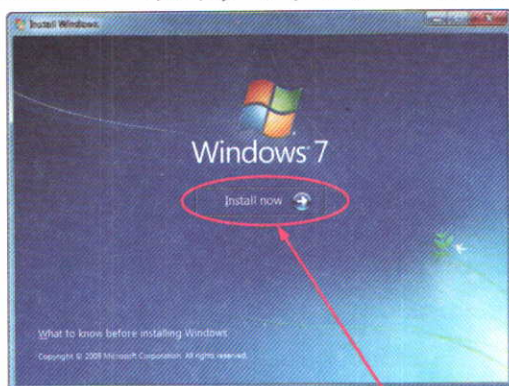 Install Windows
Windows 7
Install now
What to know before installing Windows
Copyright © 2009 Microsoft Corporation. All rights reserved.